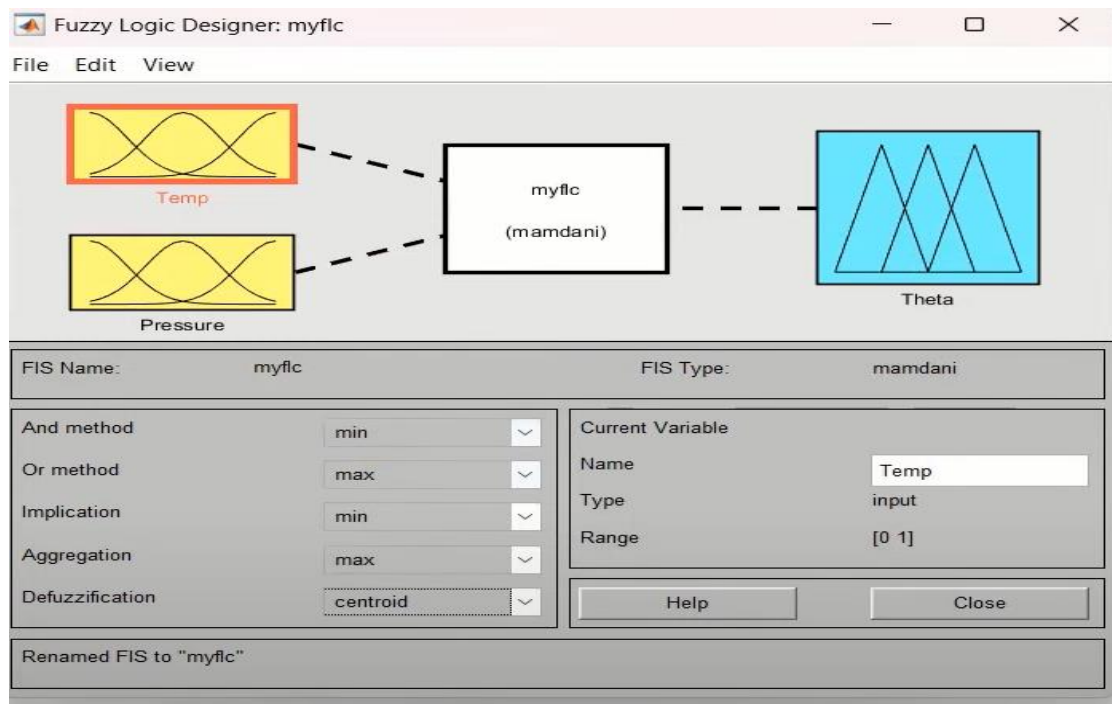 Fuzzy Logic Designer: myflc
File Edit View
Temp
Pressure
myflc
(mamdani)
Theta
FIS Name: myflc FIS Type: mamdani
And method min
Or method max
Implication min
Aggregation max
Defuzzification centroid
Current Variable
Name Temp
Type input
Range [0 1]
Help Close
Renamed FIS to "myflc"